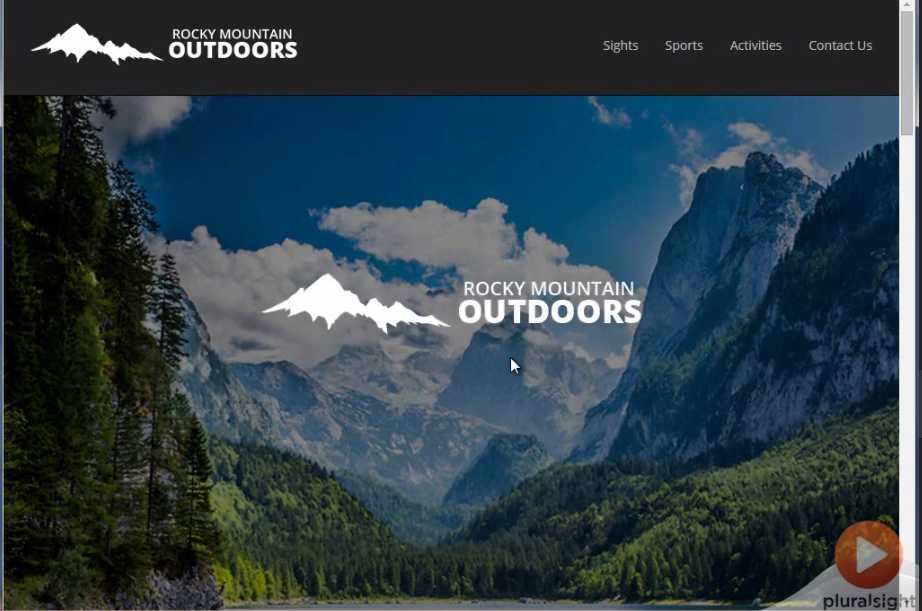 ROCKY MOUNTAIN
OUTDOORS
Sights
Sports
Activities
Contact Us
ROCKY MOUNTAIN
OUTDOORS
pluralsight